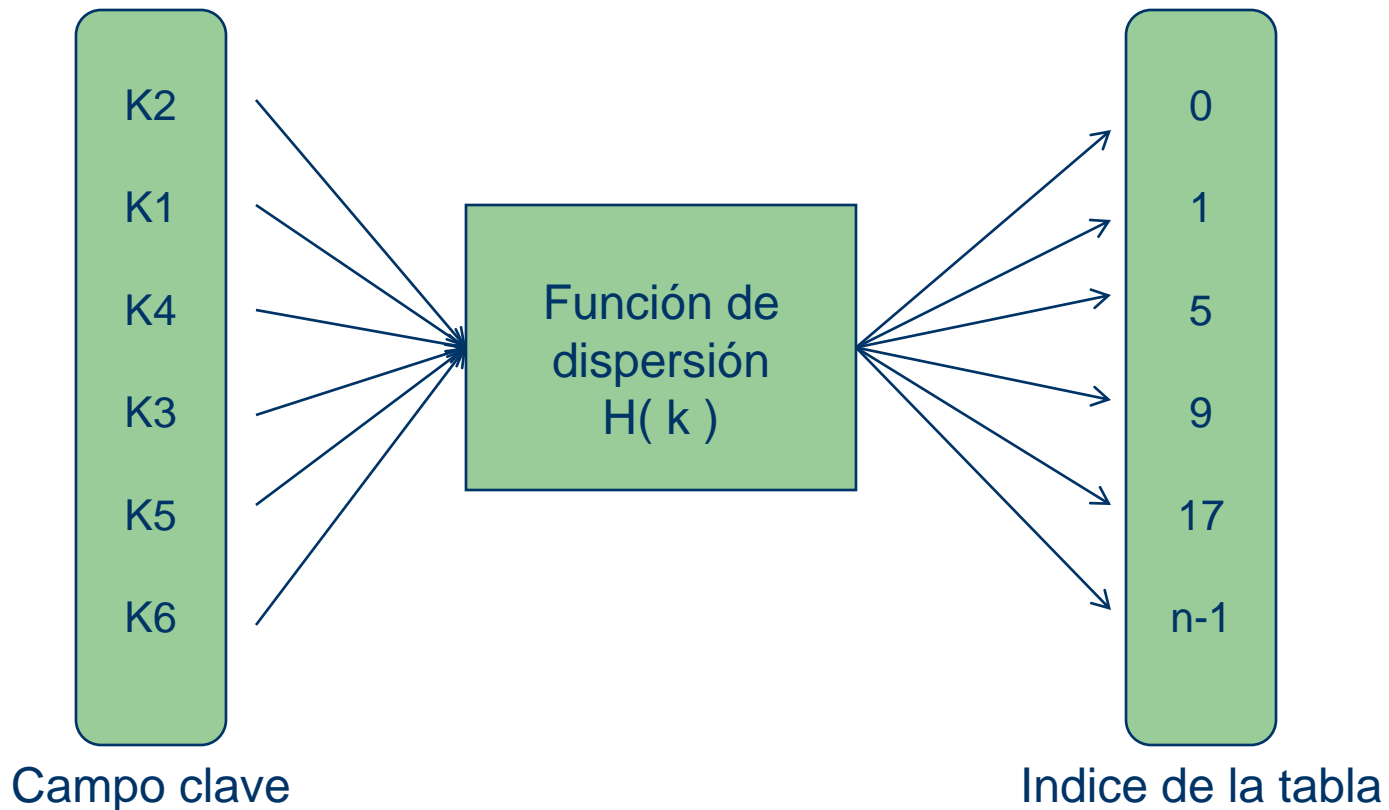 K2
K1
K4
K3
K5
K6
Campo clave
Función de
dispersión
H( k )
0
1
5
9
17
n-1
Indice de la tabla